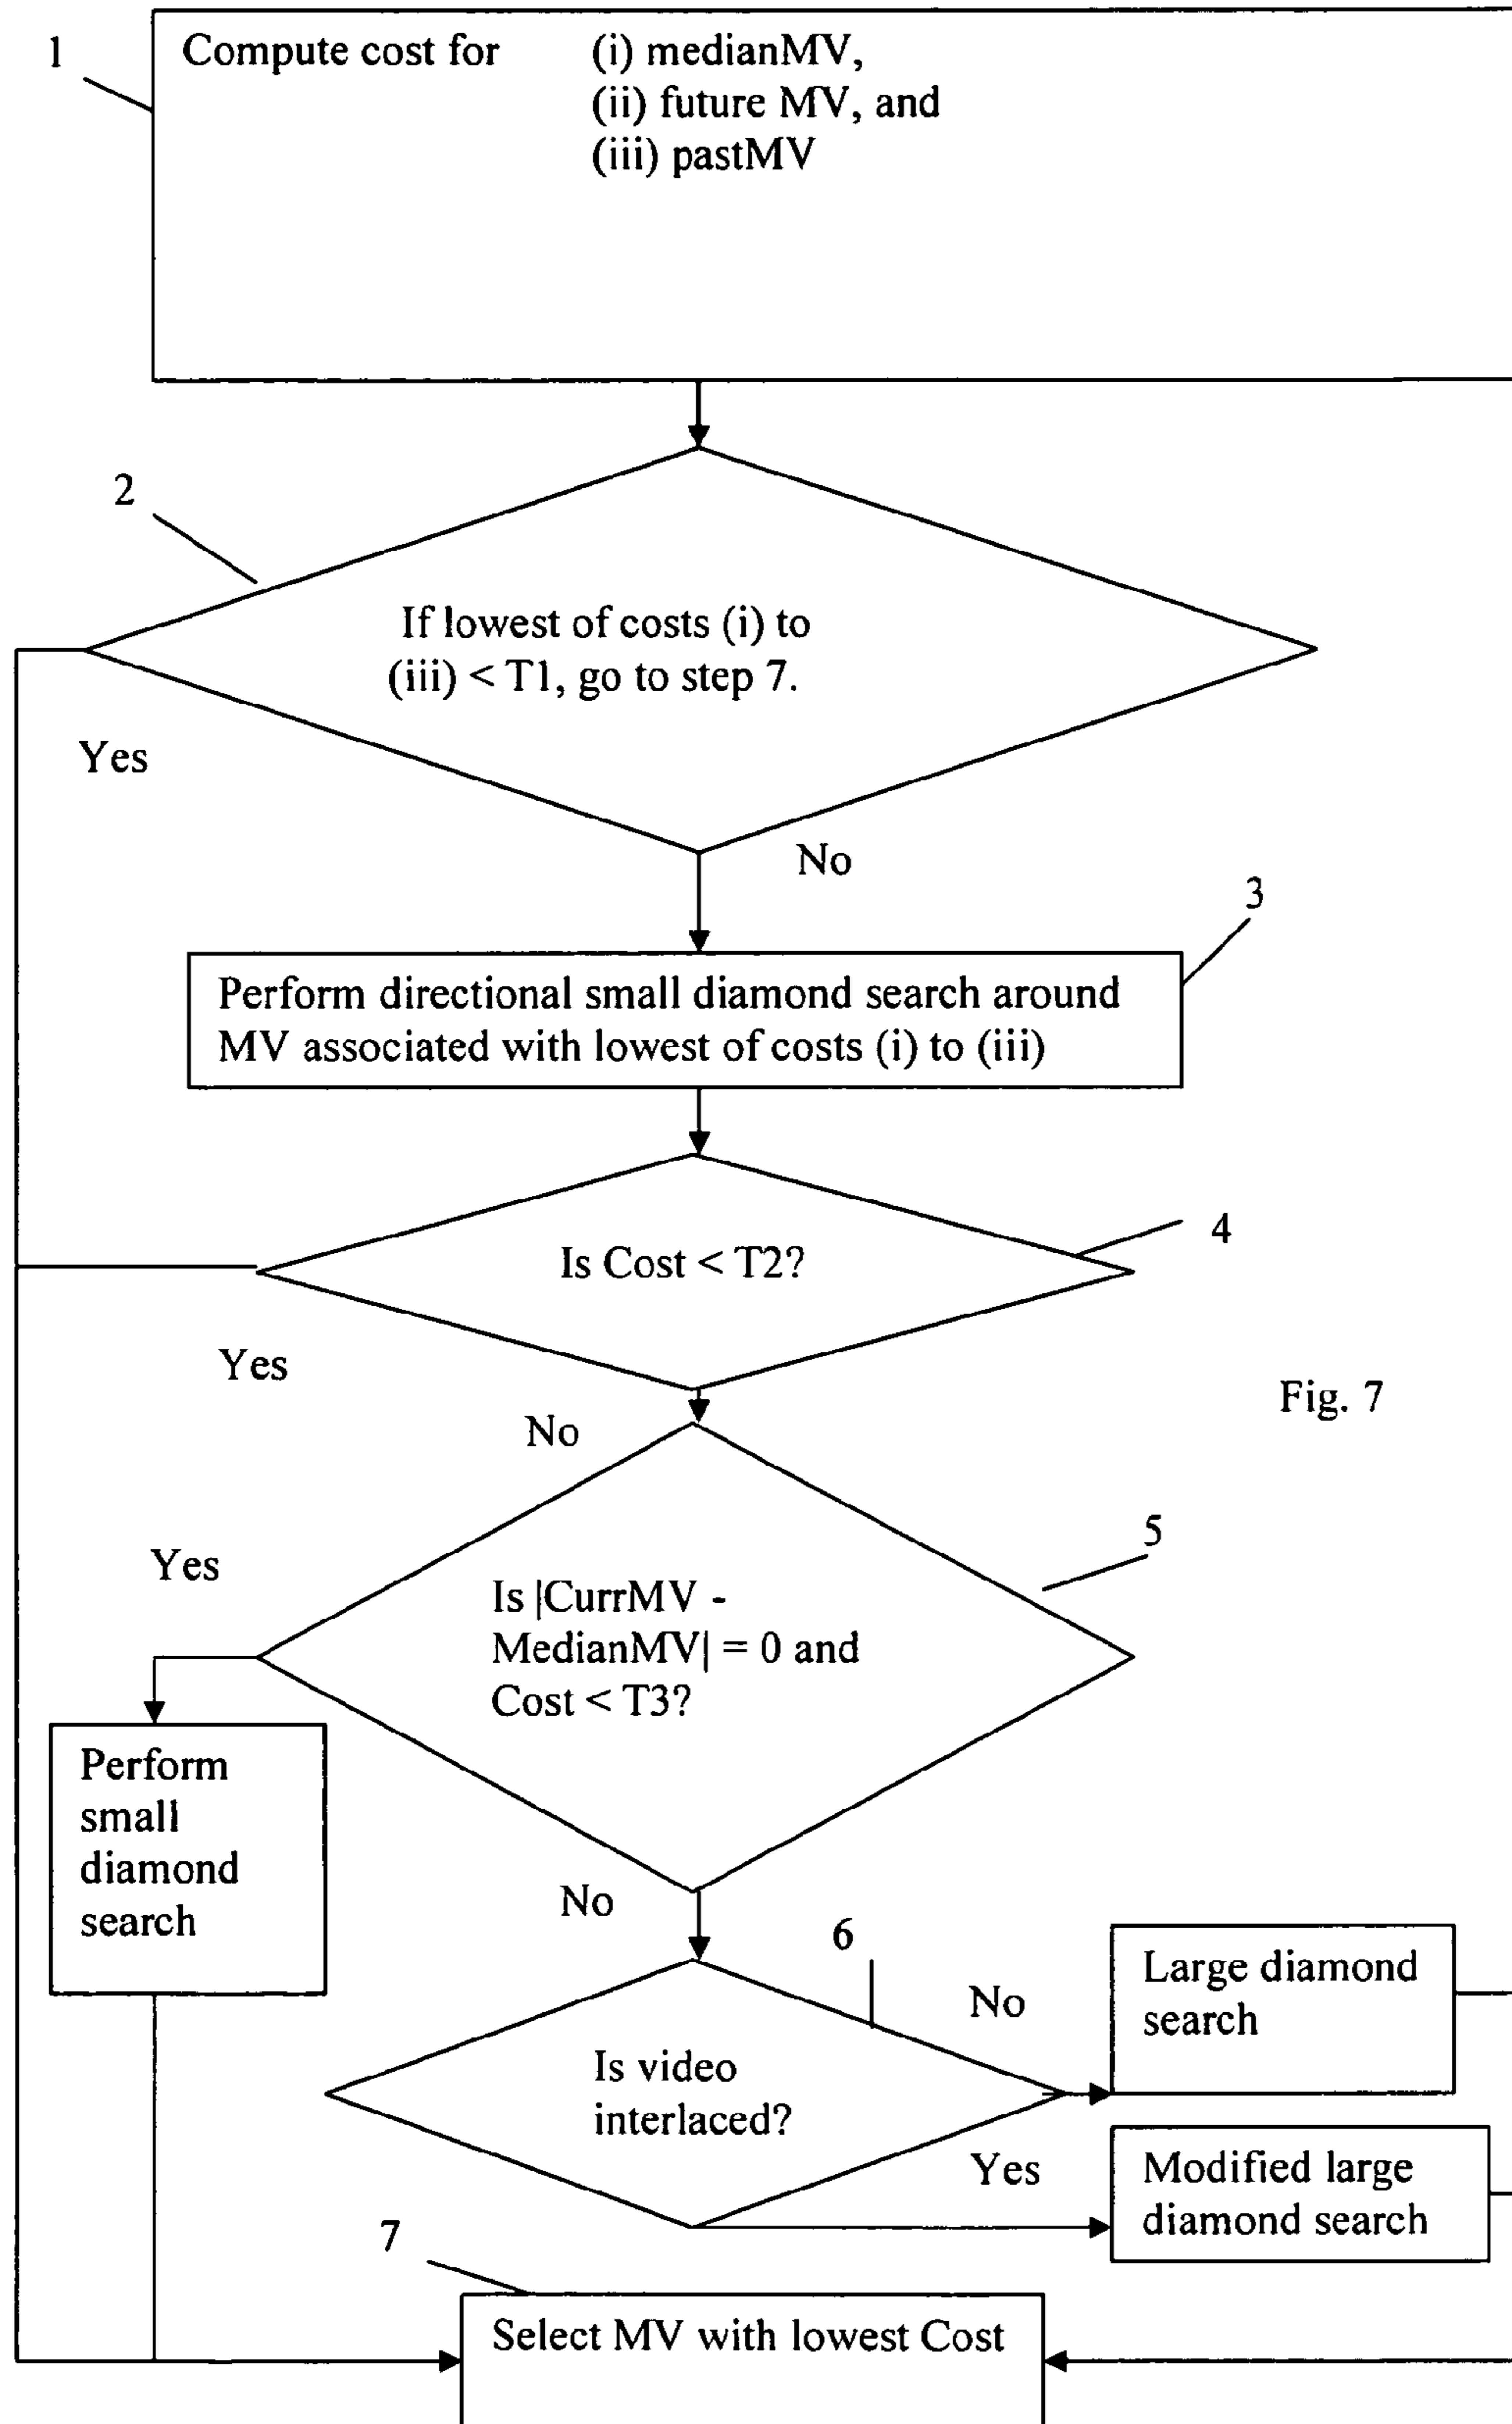 1
Compute cost for (i) medianMV,
(ii) future MV, and
(iii) pastMV
2
If lowest of costs (i) to
(iii) < T1, go to step 7.
Yes
No
3
Perform directional small diamond search around
MV associated with lowest of costs (i) to (iii)
4
Is Cost < T2?
Yes
Fig. 7
No
5
Yes
Is |CurrMV -
MedianMV| = 0 and
Cost < T3?
Perform
small
diamond
search
No
6
No
Large diamond
search
Is video
interlaced?
Yes
Modified large
diamond search
7
Select MV with lowest Cost